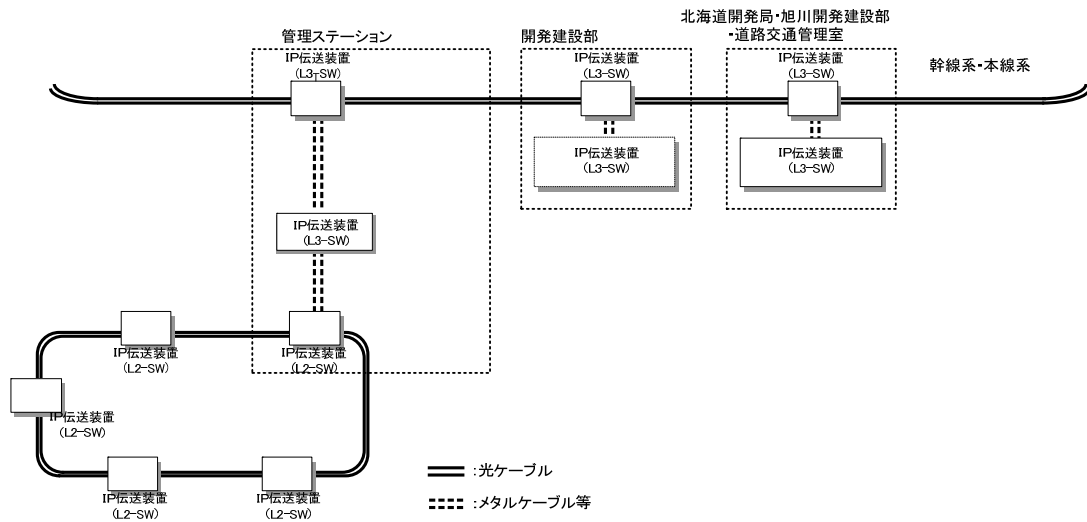 北海道開発局・旭川開発建設部
・道路交通管理室
管理ステーション
開発建設部
幹線系・本線系
IP伝送装置
(L3-SW)
IP伝送装置
(L3-SW)
IP伝送装置
(L3-SW)
IP伝送装置
(L3-SW)
IP伝送装置
(L3-SW)
IP伝送装置
(L3-SW)
IP伝送装置
(L2-SW)
IP伝送装置
(L2-SW)
IP伝送装置
(L2-SW)
IP伝送装置
(L2-SW)
IP伝送装置
(L2-SW)
:光ケーブル
:メタルケーブル等